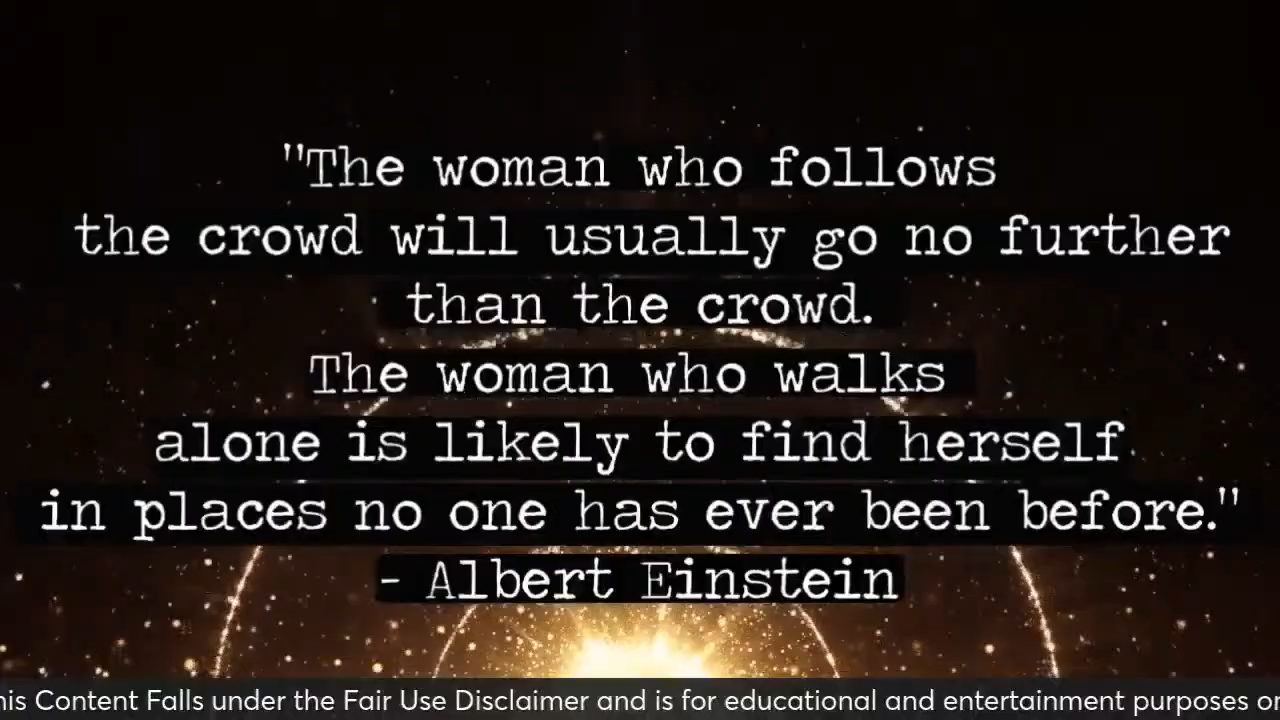 "The woman who follows
the crowd will usually go no further
than the crowd.
The woman who walks
alone is likely to find herself
in places no one has ever been before."
- Albert Einstein
Content Falls under the Fair Use Disclaimer and is for educational and entertainment purposes